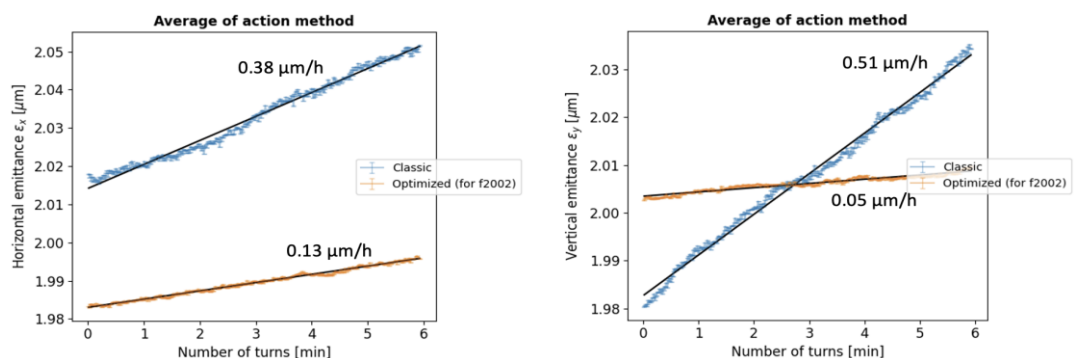 Average of action method
Horizontal emittance εx [μm]
2.05
2.04
2.03
2.02
2.01
2.00
1.99
1.98
0.38 μm/h
0.13 μm/h
Classic
Optimized (for f2002)
0 1 2 3 4 5 6
Number of turns [min]
Average of action method
Vertical emittance εy [μm]
2.03
2.02
2.01
2.00
1.99
1.98
0.51 μm/h
Classic
Optimized (for f2002)
0.05 μm/h
0 1 2 3 4 5 6
Number of turns [min]